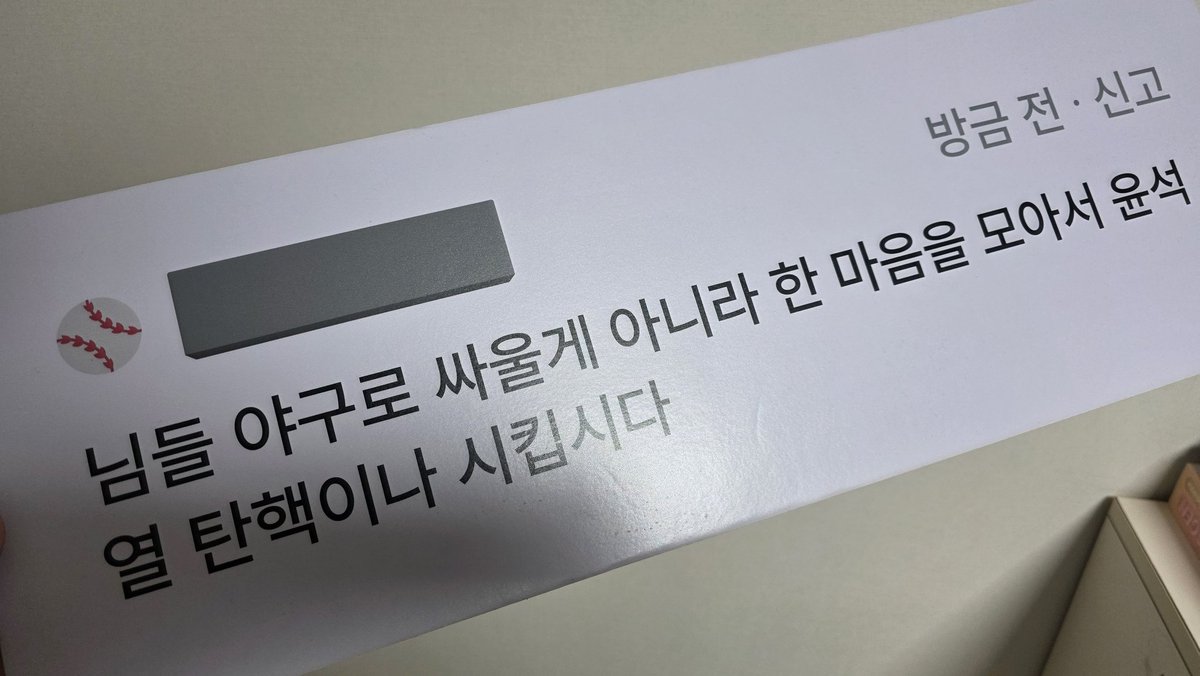 방금 전 · 신고
님들 야구로 싸울게 아니라 한 마음을 모아서 윤석
열 탄핵이나 시킵시다